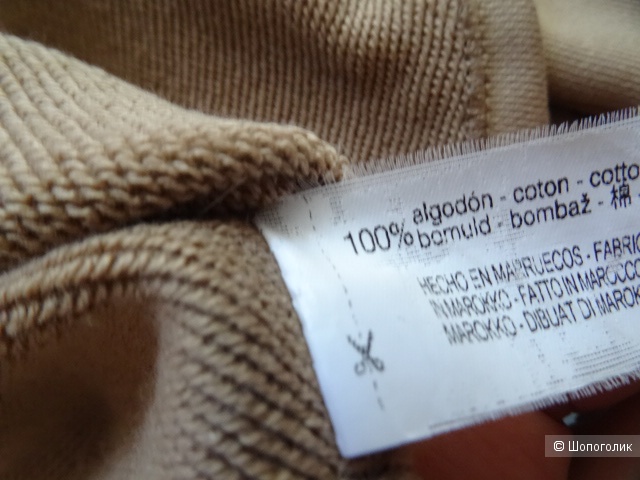 100% algodón - coton - cotto
bomuld - bombaž - 棉
HECHO EN MARRUECOS - FABRIC
IN MAROKKO - FATTO IN MAROCCO
MAROKKO - DIBUAT DI MAROK
© Шопоголик